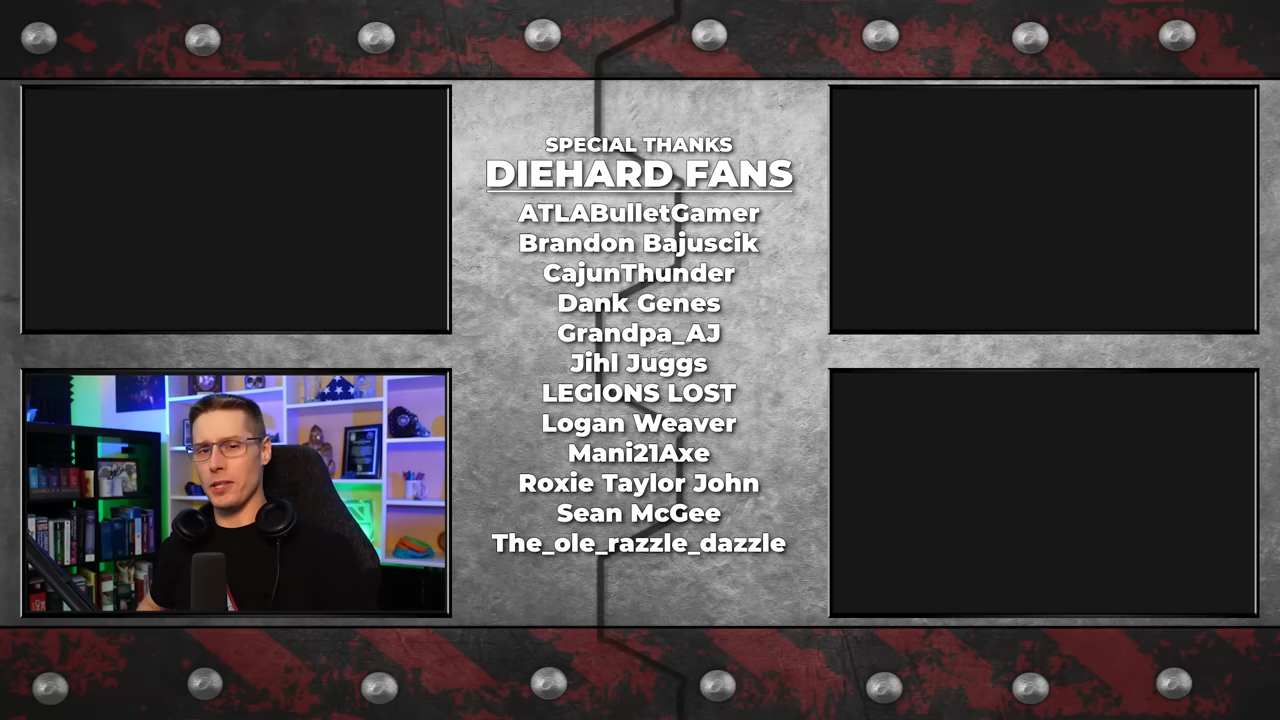 SPECIAL THANKS
DIEHARD FANS
ATLABulletGamer
Brandon Bajuscik
CajunThunder
Dank Genes
Grandpa_AJ
Jihl Juggs
LEGIONS LOST
Logan Weaver
Mani21Axe
Roxie Taylor John
Sean McGee
The_ole_razzle_dazzle